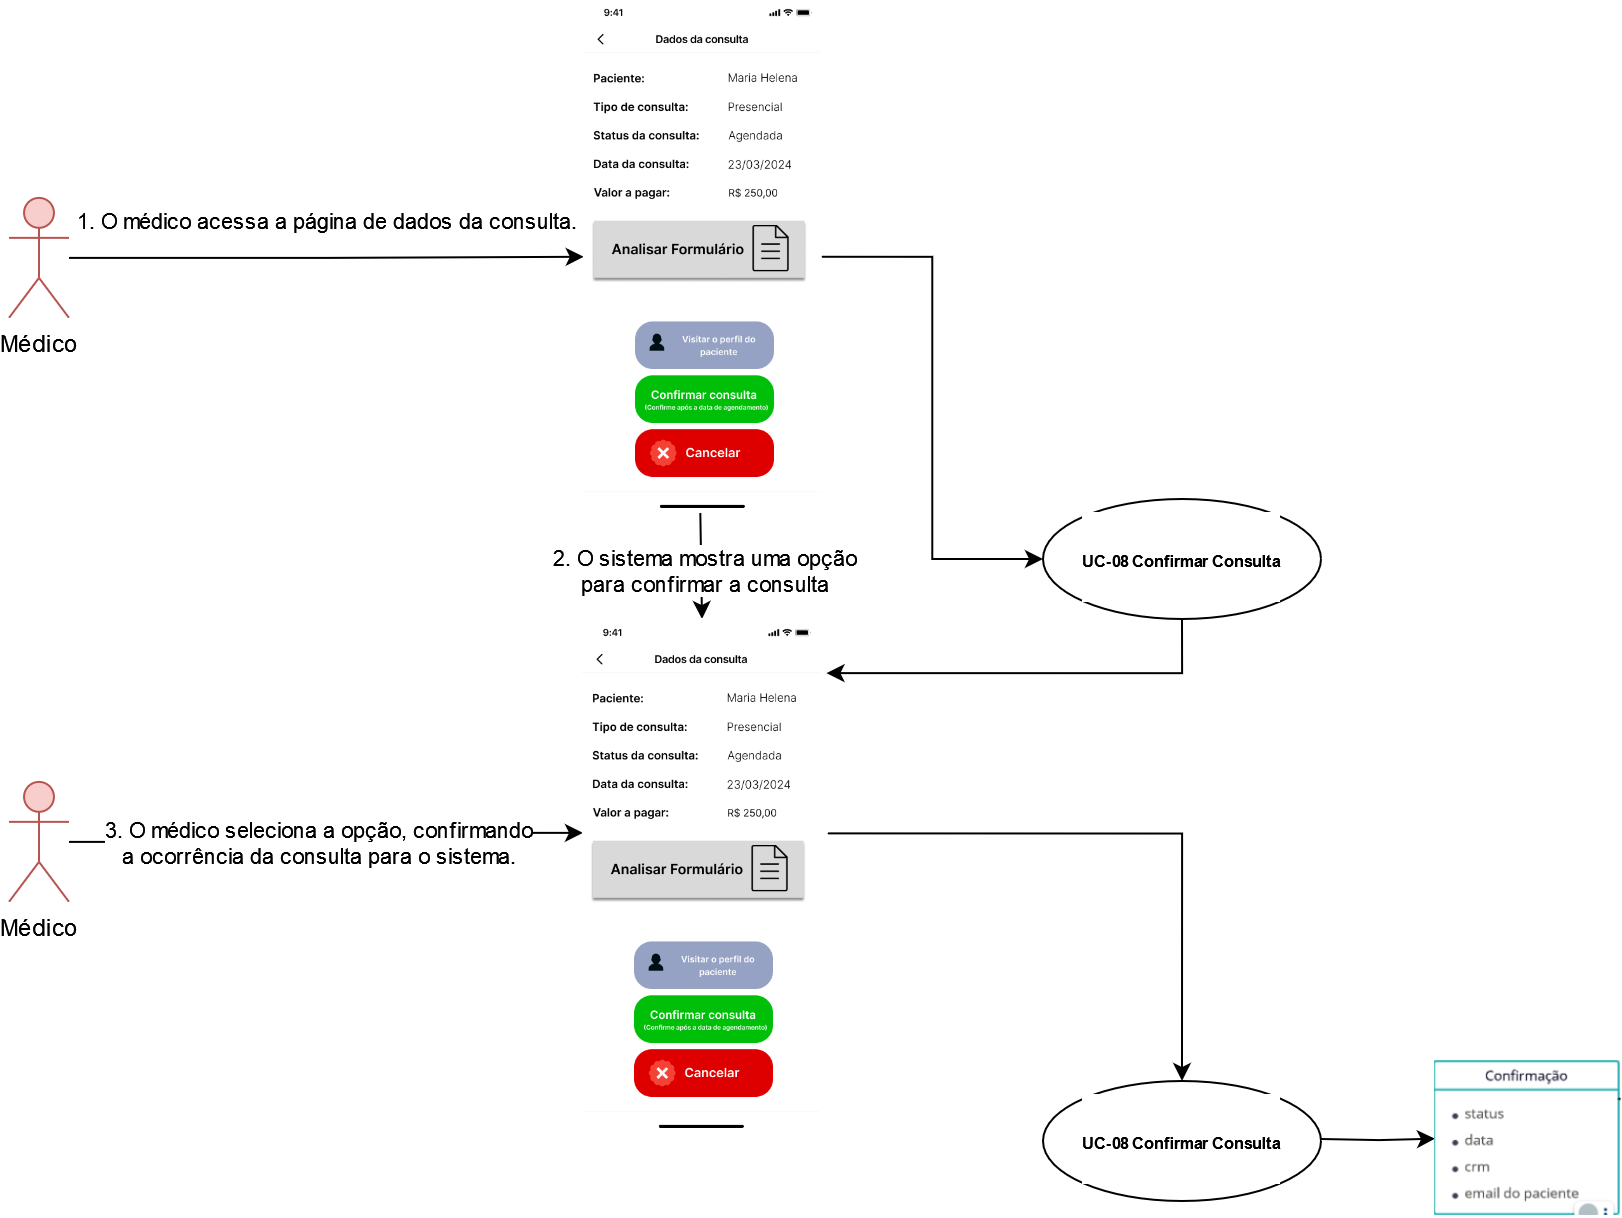 9:41
Dados da consulta
Paciente: Maria Helena
Tipo de consulta: Presencial
Status da consulta: Agendada
Data da consulta: 23/03/2024
Valor a pagar: R$ 250,00
1. O médico acessa a página de dados da consulta.
Analisar Formulário
Médico
Visitar o perfil do
paciente
Confirmar consulta
(Confirme após a data de agendamento)
Cancelar
2. O sistema mostra uma opção
para confirmar a consulta
UC-08 Confirmar Consulta
9:41
Dados da consulta
Paciente: Maria Helena
Tipo de consulta: Presencial
Status da consulta: Agendada
Data da consulta: 23/03/2024
Valor a pagar: R$ 250,00
3. O médico seleciona a opção, confirmando
a ocorrência da consulta para o sistema.
Analisar Formulário
Médico
Visitar o perfil do
paciente
Confirmar consulta
(Confirme após a data de agendamento)
Cancelar
UC-08 Confirmar Consulta
Confirmação
status
data
crm
email do paciente